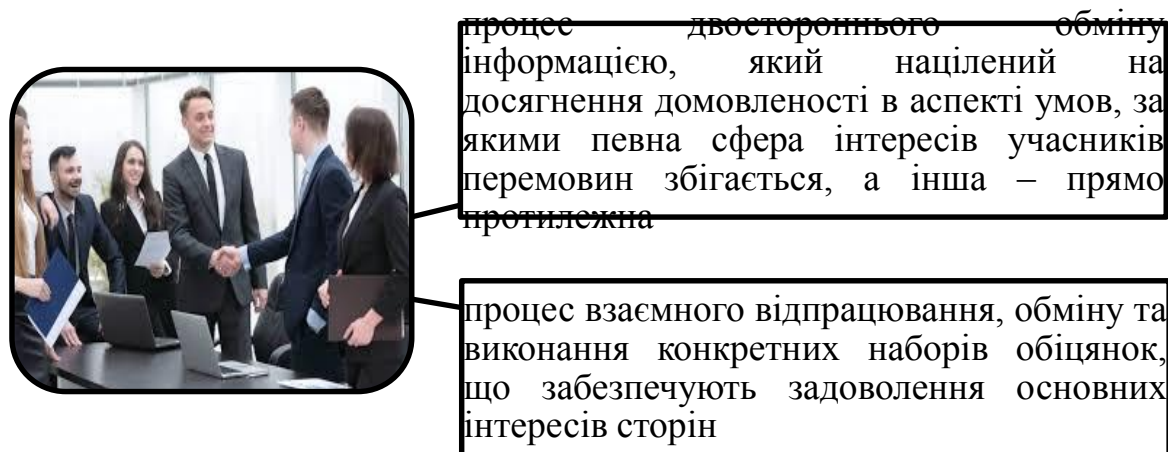 процес двостороннього обміну
інформацією, який націлений на
досягнення домовленості в аспекті умов, за
якими певна сфера інтересів учасників
перемовин збігається, а інша – прямо
протилежна
процес взаємного відпрацювання, обміну та
виконання конкретних наборів обіцянок,
що забезпечують задоволення основних
інтересів сторін